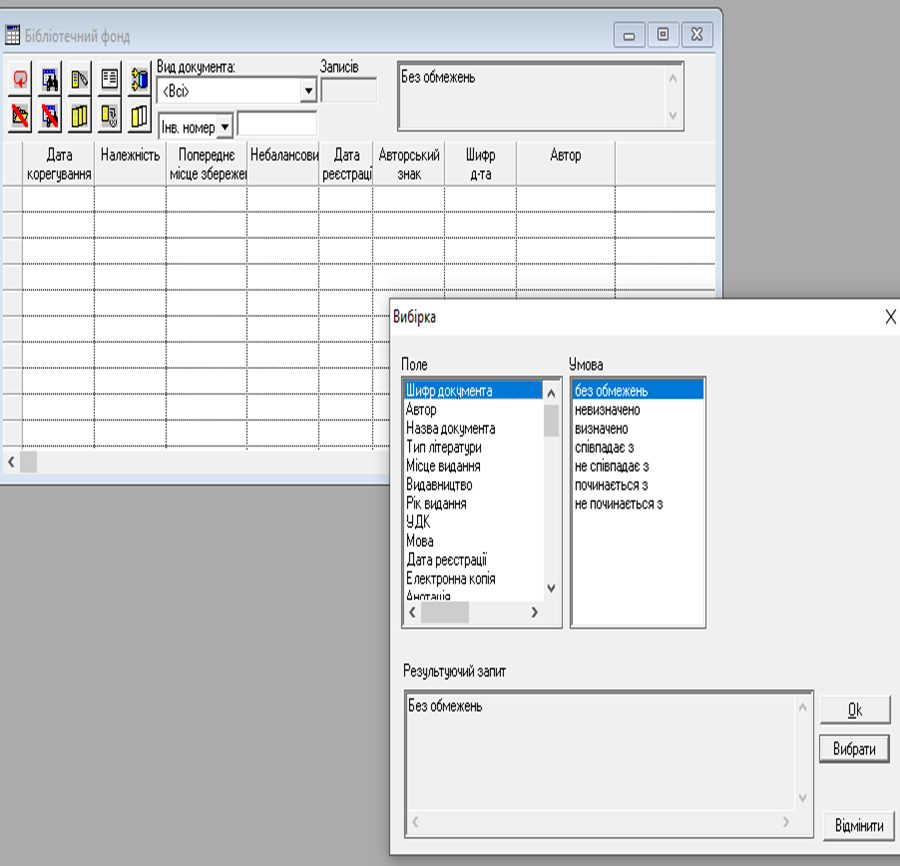 Бібліотечний фонд
Вид документа:
Записів
<Всі>
Без обмежень
Інв. номер
Дата корегування
Належність
Попереднє місце збереже
Небалансови
Дата реєстраці
Авторський знак
Шифр д-та
Автор
Вибірка
Поле
Умова
Шифр документа
Автор
Назва документа
Тип літератури
Місце видання
Видавництво
Рік видання
УДК
Мова
Дата реєстрації
Електронна копія
Анотація
без обмежень
невизначено
визначено
співпадає з
не співпадає з
починається з
не починається з
Результуючий запит
Без обмежень
Ok
Вибрати
Відмінити